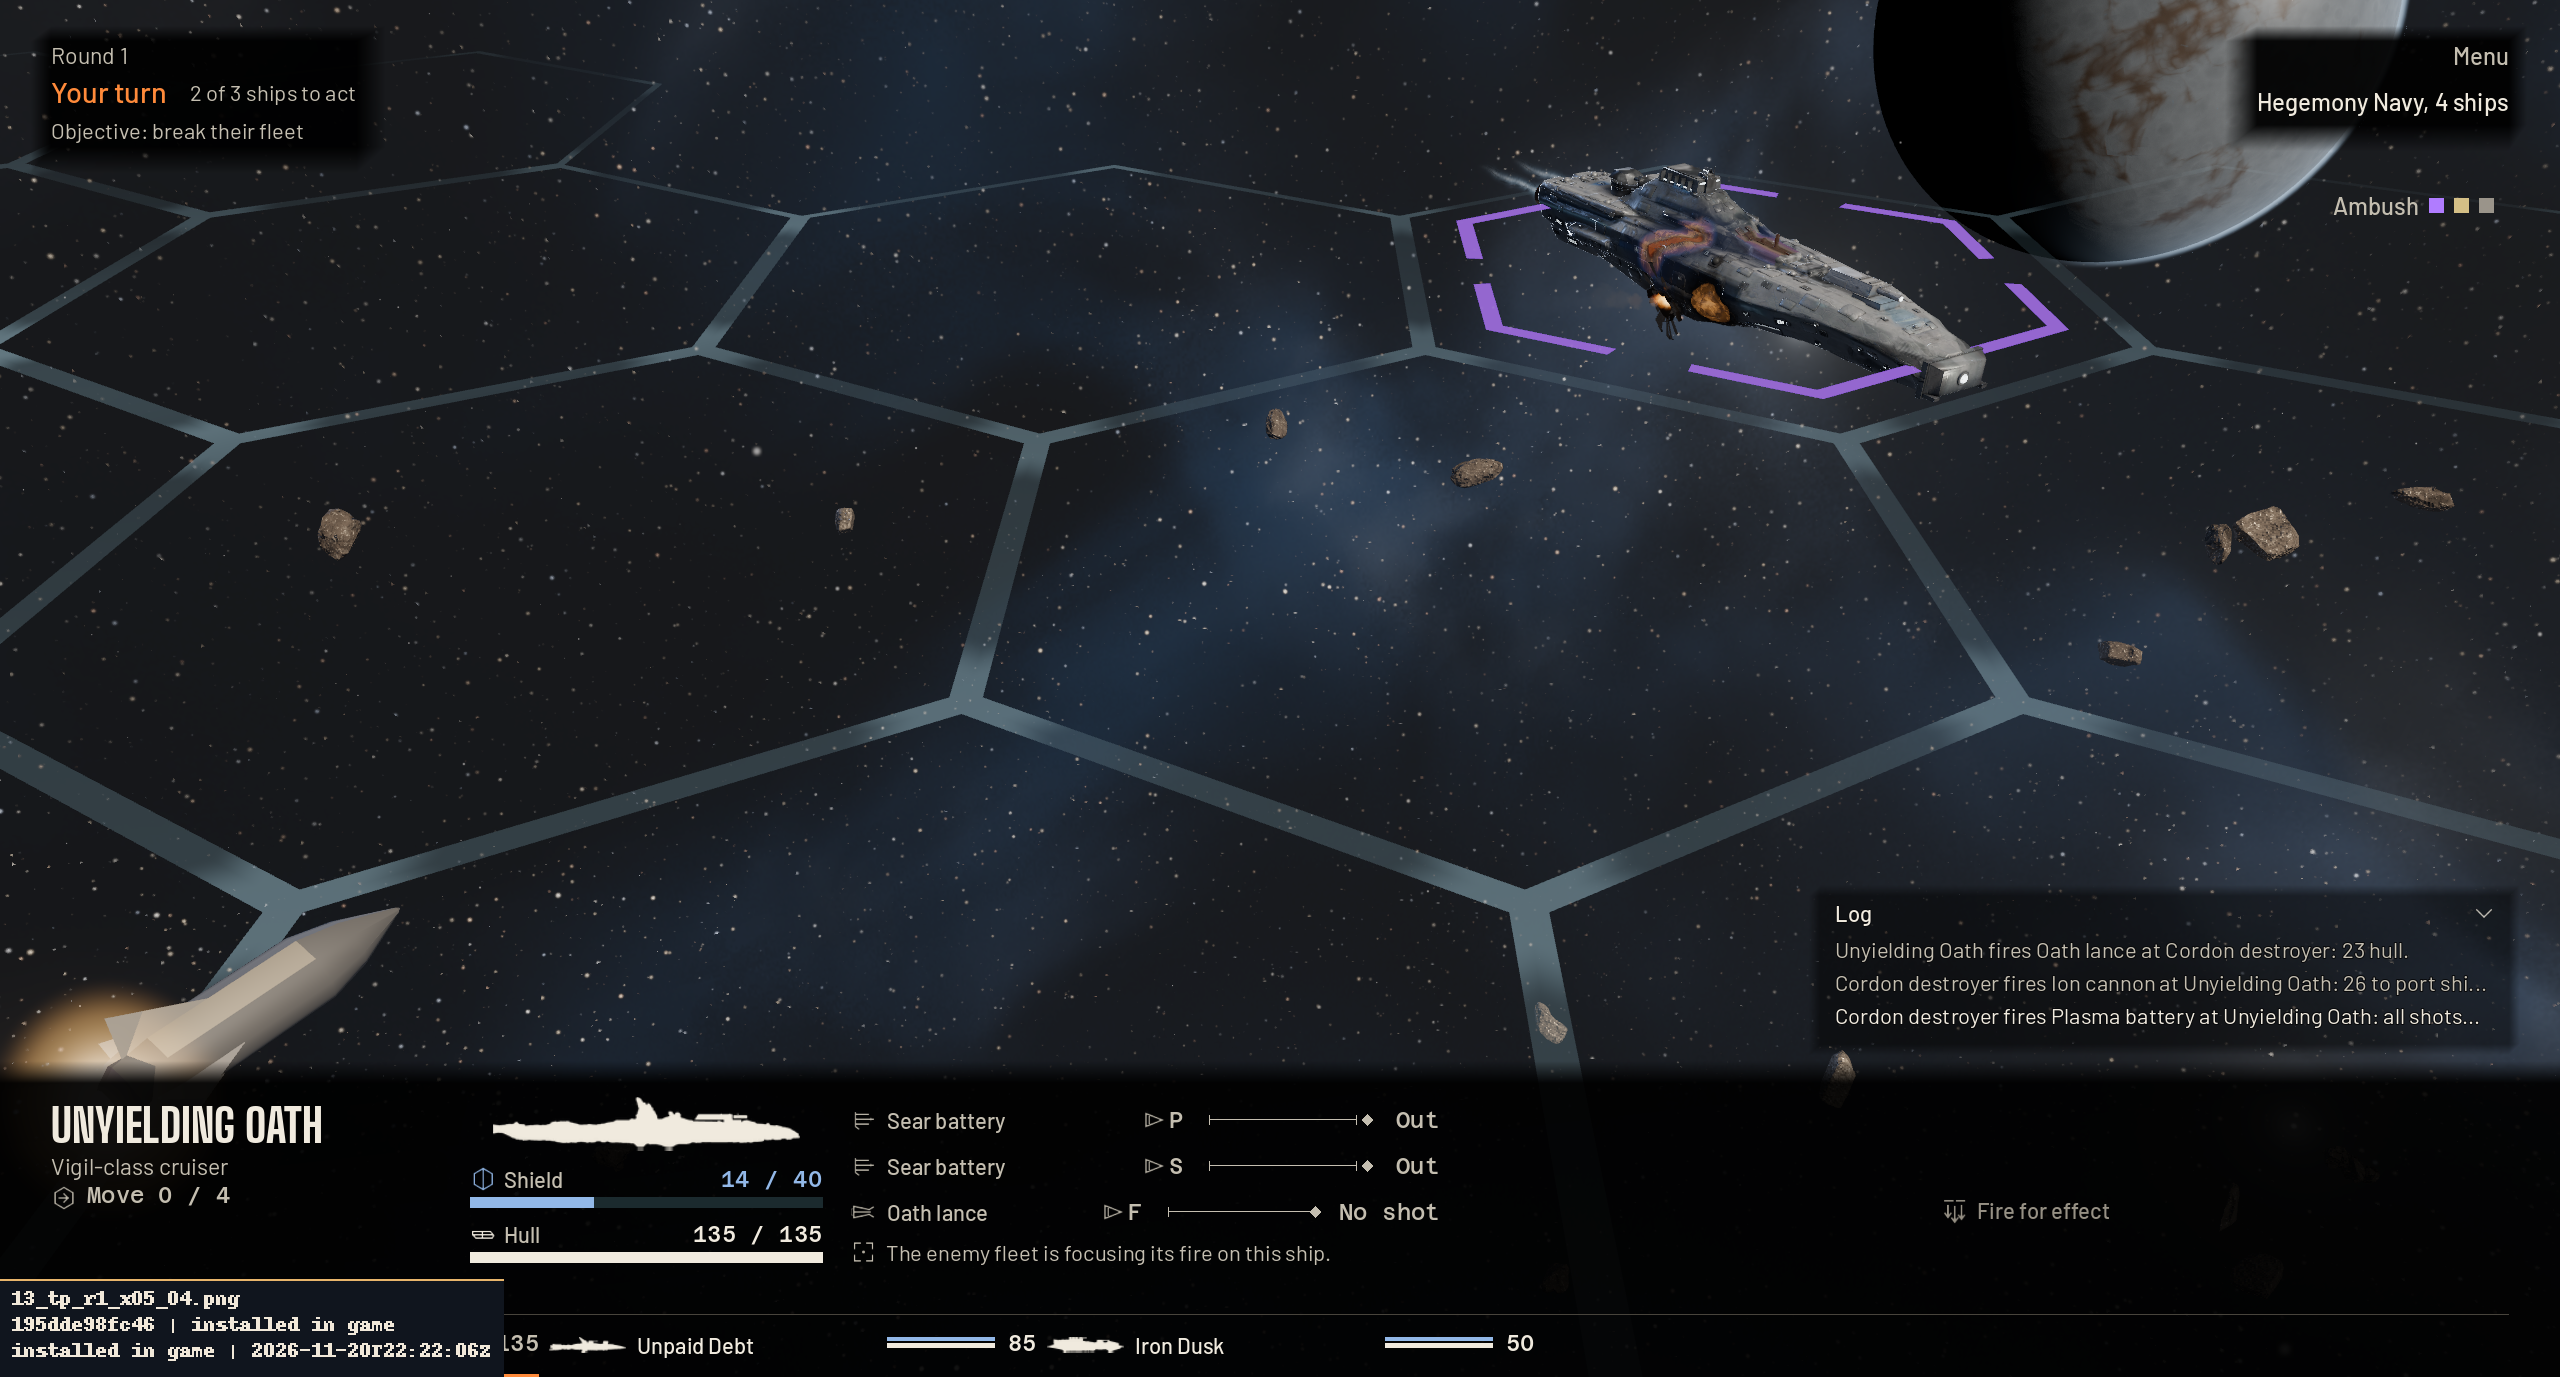 Round 1
Your turn 2 of 3 ships to act
Objective: break their fleet
Menu
Hegemony Navy, 4 ships
Ambush
Log
Unyielding Oath fires Oath lance at Cordon destroyer: 23 hull.
Cordon destroyer fires Ion cannon at Unyielding Oath: 26 to port shi...
Cordon destroyer fires Plasma battery at Unyielding Oath: all shots...
UNYIELDING OATH
Vigil-class cruiser
Move 0 / 4
Shield 14 / 40
Hull 135 / 135
Sear battery P Out
Sear battery S Out
Oath lance F No shot
The enemy fleet is focusing its fire on this ship.
Fire for effect
13_tp_r1_x05_04.png
195dde98fc46 | installed in game
installed in game | 2026-11-20T22:22:06Z
135 Unpaid Debt 85 Iron Dusk 50